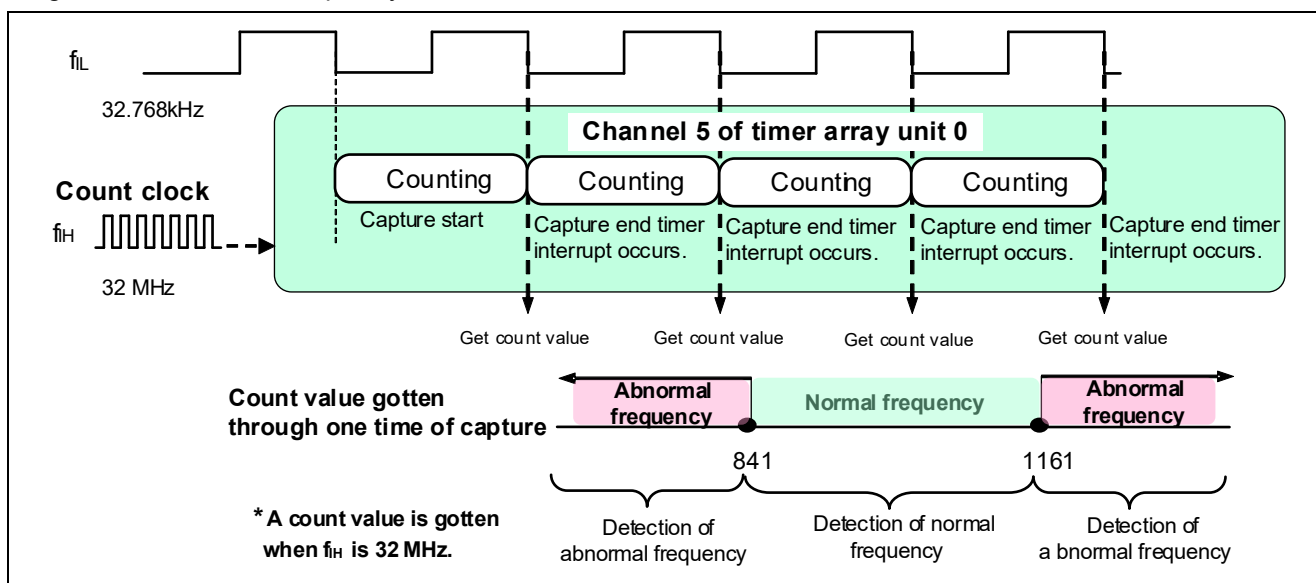 fIL
32.768kHz
Channel 5 of timer array unit 0
Counting Counting Counting Counting
Count clock
Capture start Capture end timer Capture end timer Capture end timer Capture end timer
interrupt occurs. interrupt occurs. interrupt occurs. interrupt occurs.
fIH
32 MHz
Get count value Get count value Get count value Get count value
Count value gotten
through one time of capture
Abnormal
frequency
Normal frequency
Abnormal
frequency
841 1161
* A count value is gotten
when fIH is 32 MHz.
Detection of
abnormal frequency
Detection of normal
frequency
Detection of
a bnormal frequency